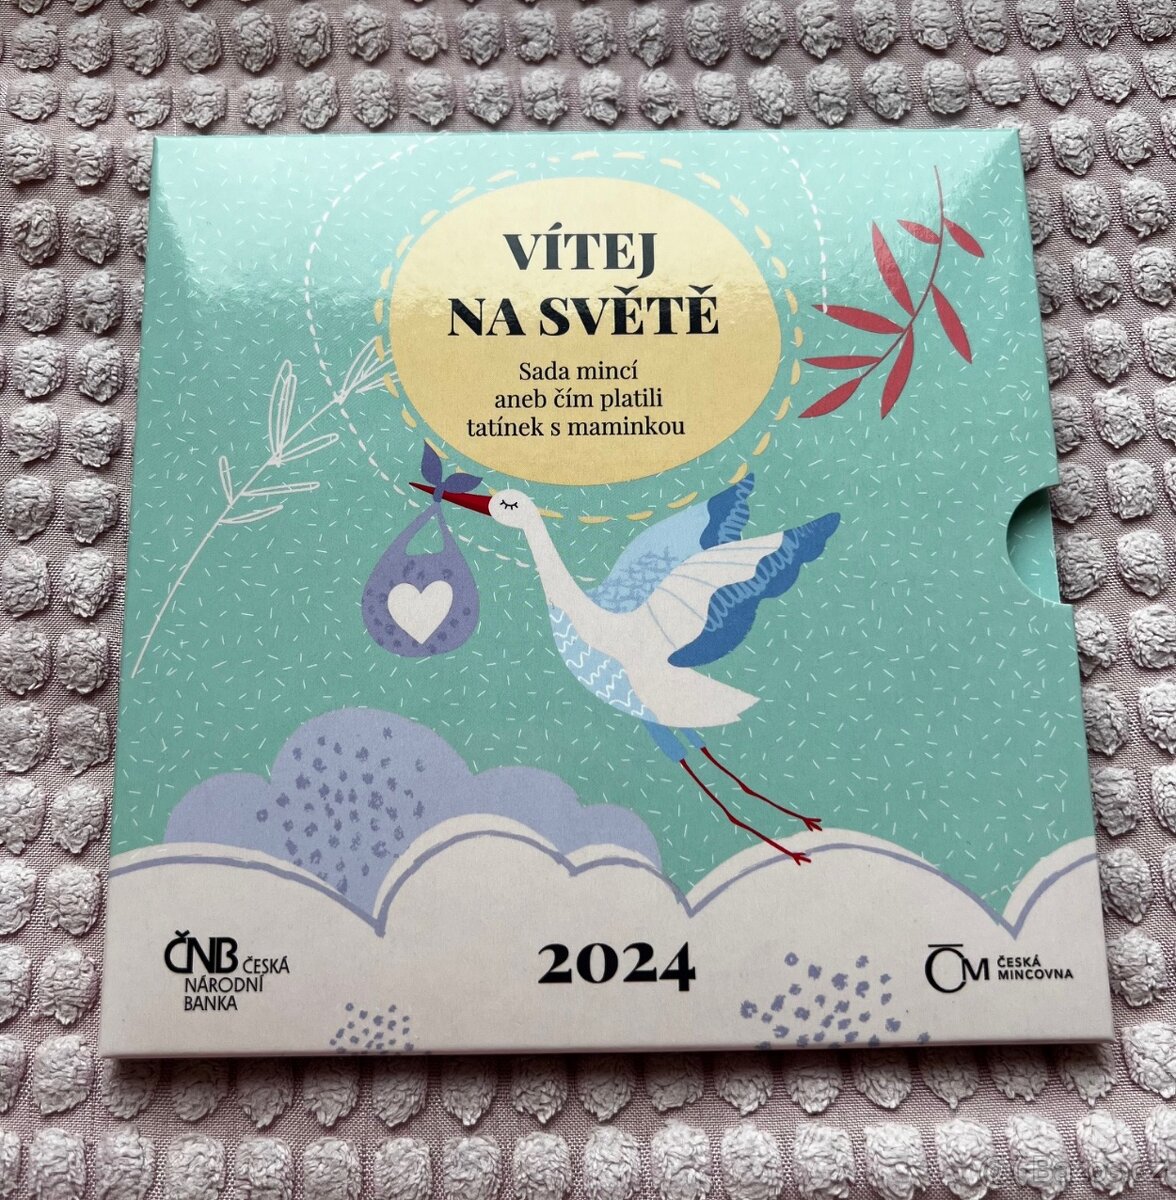 VÍTEJ
NA SVĚTĚ
Sada mincí
aneb čím platili
tatínek s maminkou
ČNB ČESKÁ
NÁRODNÍ
BANKA
2024
ČM ČESKÁ
MINCOVNA